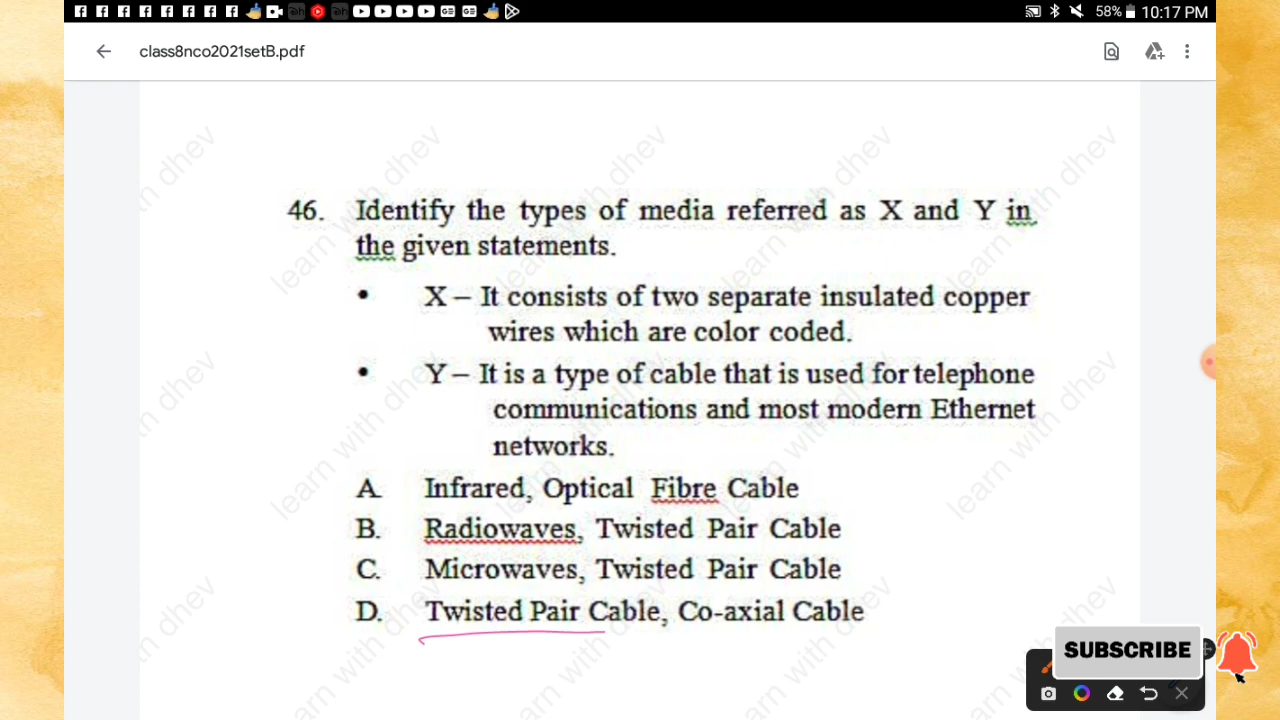 58% 10:17 PM
class8nco2021setB.pdf
46. Identify the types of media referred as X and Y in
the given statements.
• X – It consists of two separate insulated copper
wires which are color coded.
• Y – It is a type of cable that is used for telephone
communications and most modern Ethernet
networks.
A. Infrared, Optical Fibre Cable
B. Radiowaves, Twisted Pair Cable
C. Microwaves, Twisted Pair Cable
D. Twisted Pair Cable, Co-axial Cable
SUBSCRIBE
learn with dhev